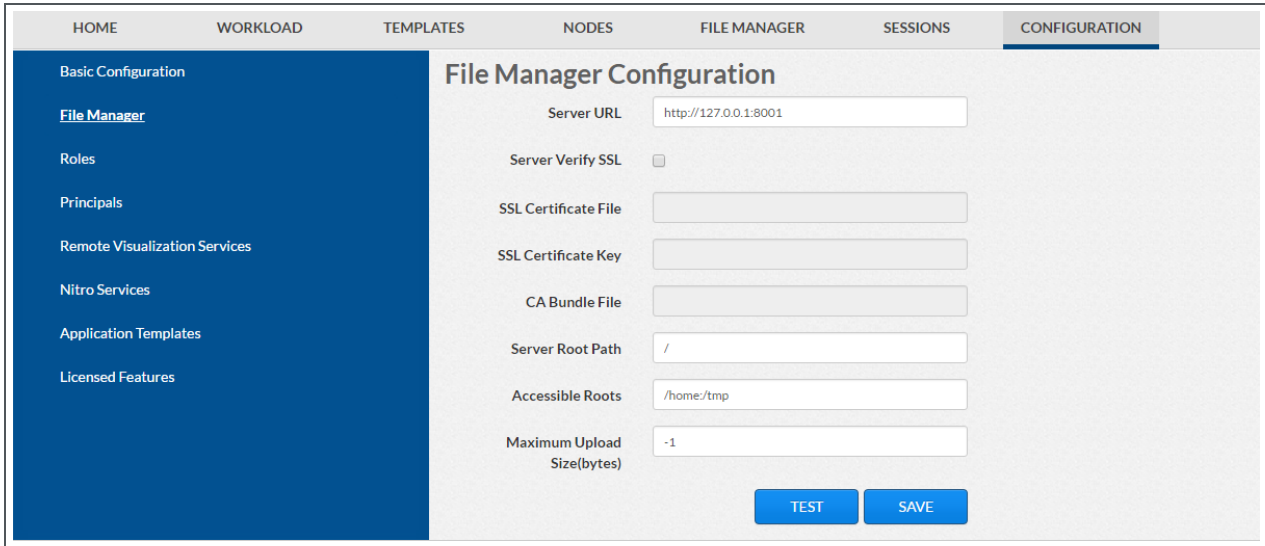 HOME WORKLOAD TEMPLATES NODES FILE MANAGER SESSIONS CONFIGURATION
Basic Configuration
File Manager
Roles
Principals
Remote Visualization Services
Nitro Services
Application Templates
Licensed Features
File Manager Configuration
Server URL http://127.0.0.1:8001
Server Verify SSL
SSL Certificate File
SSL Certificate Key
CA Bundle File
Server Root Path /
Accessible Roots /home:/tmp
Maximum Upload -1
Size(bytes)
TEST SAVE